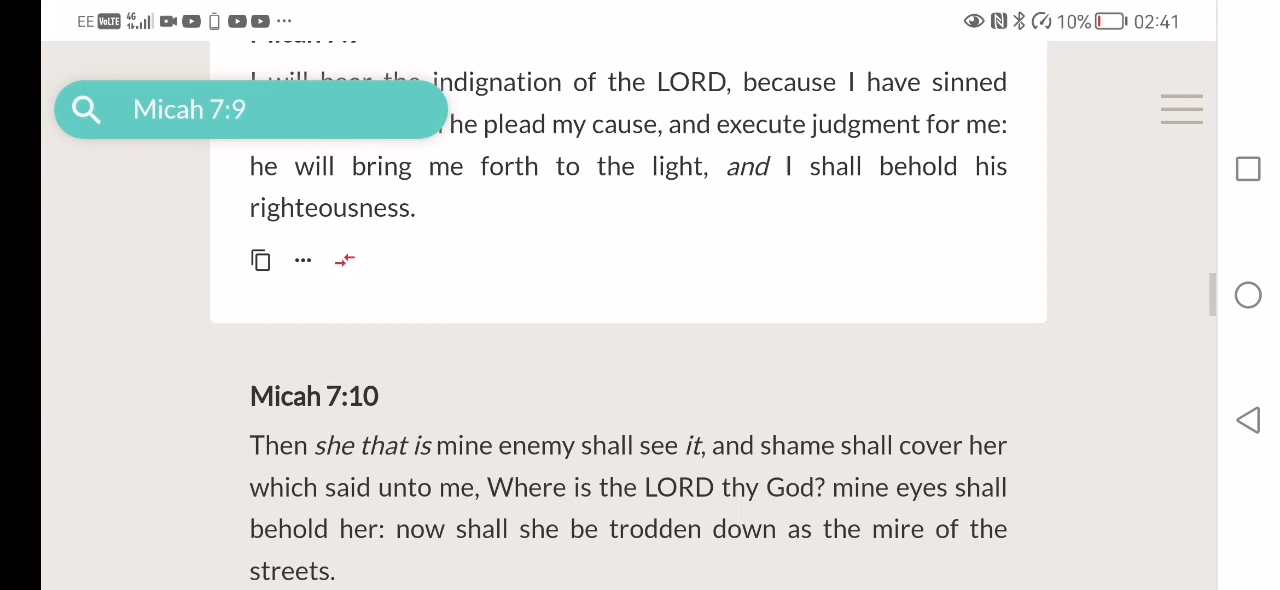 EE VoLTE 4G 10% 02:41
indignation of the LORD, because I have sinned
Micah 7:9
he plead my cause, and execute judgment for me:
he will bring me forth to the light, and I shall behold his
righteousness.
Micah 7:10
Then she that is mine enemy shall see it, and shame shall cover her
which said unto me, Where is the LORD thy God? mine eyes shall
behold her: now shall she be trodden down as the mire of the
streets.